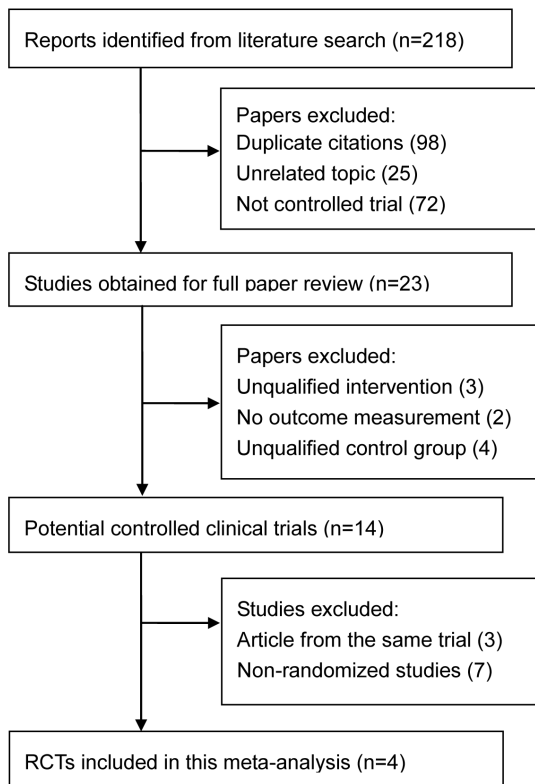 Reports identified from literature search (n=218)
Papers excluded:
Duplicate citations (98)
Unrelated topic (25)
Not controlled trial (72)
Studies obtained for full paper review (n=23)
Papers excluded:
Unqualified intervention (3)
No outcome measurement (2)
Unqualified control group (4)
Potential controlled clinical trials (n=14)
Studies excluded:
Article from the same trial (3)
Non-randomized studies (7)
RCTs included in this meta-analysis (n=4)